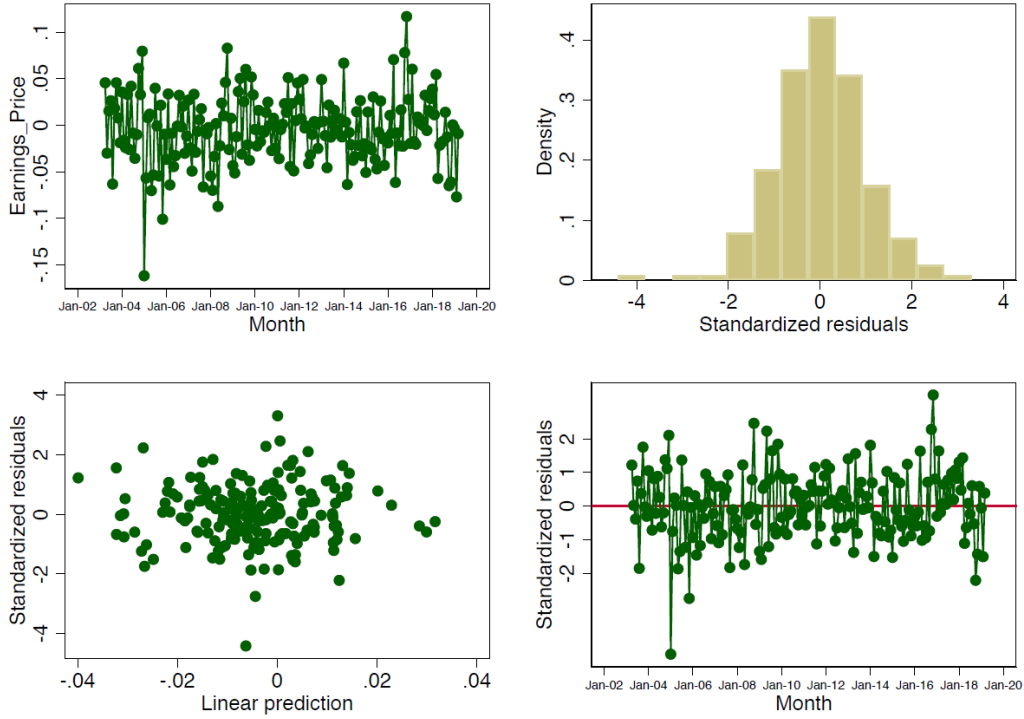 Earnings_Price
.1
.05
0
-.05
-.1
-.15
Jan-02 Jan-04 Jan-06 Jan-08 Jan-10 Jan-12 Jan-14 Jan-16 Jan-18 Jan-20
Month
Density
.4
.3
.2
.1
0
-4 -2 0 2 4
Standardized residuals
Standardized residuals
4
2
0
-2
-4
-.04 -.02 0 .02 .04
Linear prediction
Standardized residuals
2
1
0
-1
-2
Jan-02 Jan-04 Jan-06 Jan-08 Jan-10 Jan-12 Jan-14 Jan-16 Jan-18 Jan-20
Month